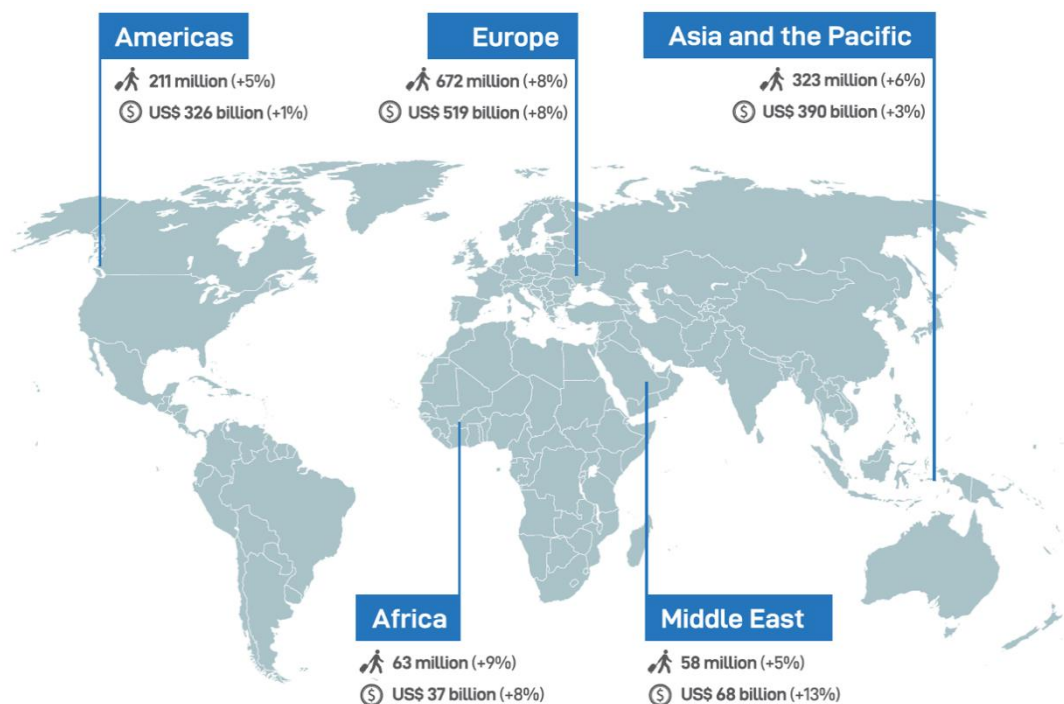 Americas
211 million (+5%)
US$ 326 billion (+1%)
Europe
672 million (+8%)
US$ 519 billion (+8%)
Asia and the Pacific
323 million (+6%)
US$ 390 billion (+3%)
Africa
63 million (+9%)
US$ 37 billion (+8%)
Middle East
58 million (+5%)
US$ 68 billion (+13%)